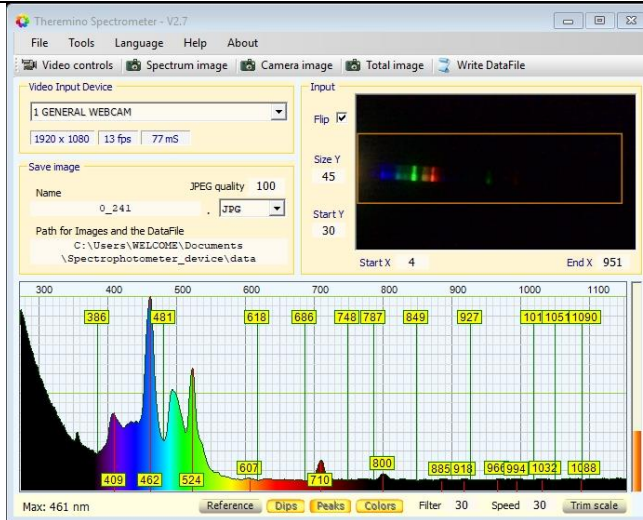 Theremino Spectrometer - V2.7
File Tools Language Help About
Video controls Spectrum image Camera image Total image Write DataFile
Video Input Device
1 GENERAL WEBCAM
1920 x 1080 13 fps 77 mS
Save image
Name JPEG quality 100
0_241 . JPG
Path for Images and the DataFile
C:\Users\WELCOME\Documents
\Spectrophotometer_device\data
Input
Flip
Size Y
45
Start Y
30
Start X 4 End X 951
300 400 500 600 700 800 900 1000 1100
386 481 618 686 748 787 849 927 101 1051 1090
607 710 800 885 918 966 994 1032 1088
409 462 524
Max: 461 nm Reference Dips Peaks Colors Filter 30 Speed 30 Trim scale